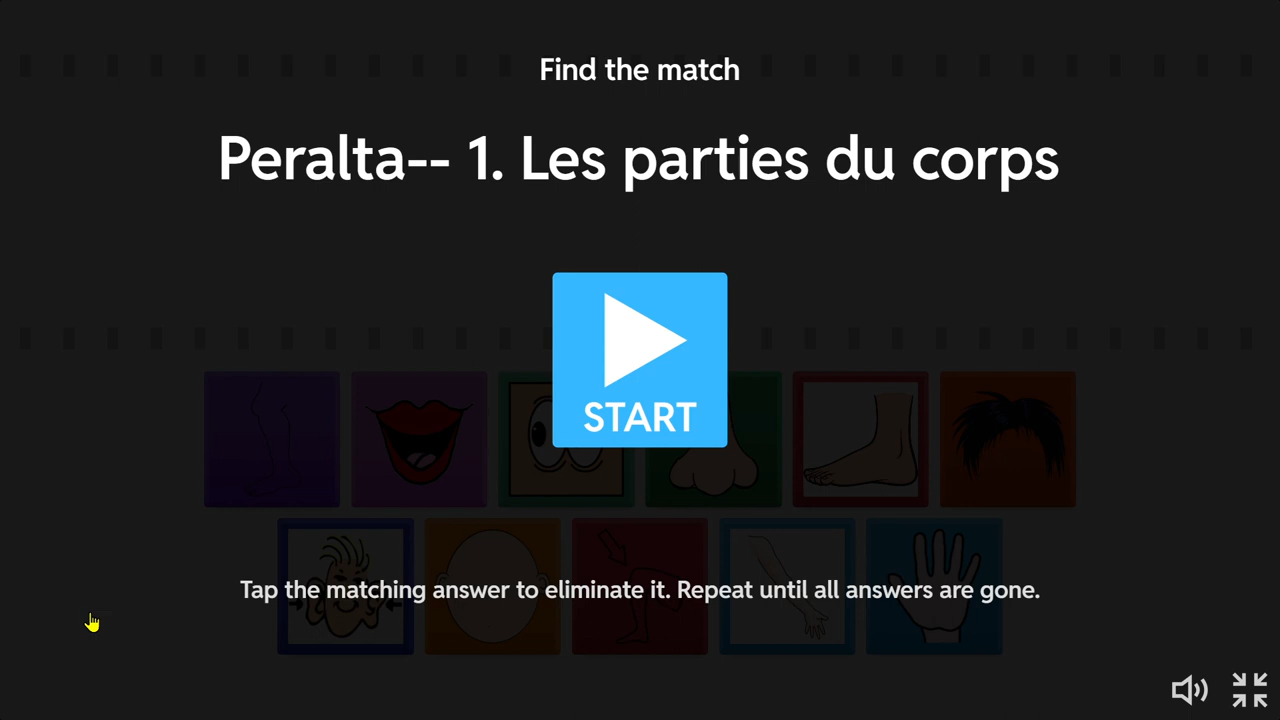 Find the match
Peralta-- 1. Les parties du corps
START
Tap the matching answer to eliminate it. Repeat until all answers are gone.